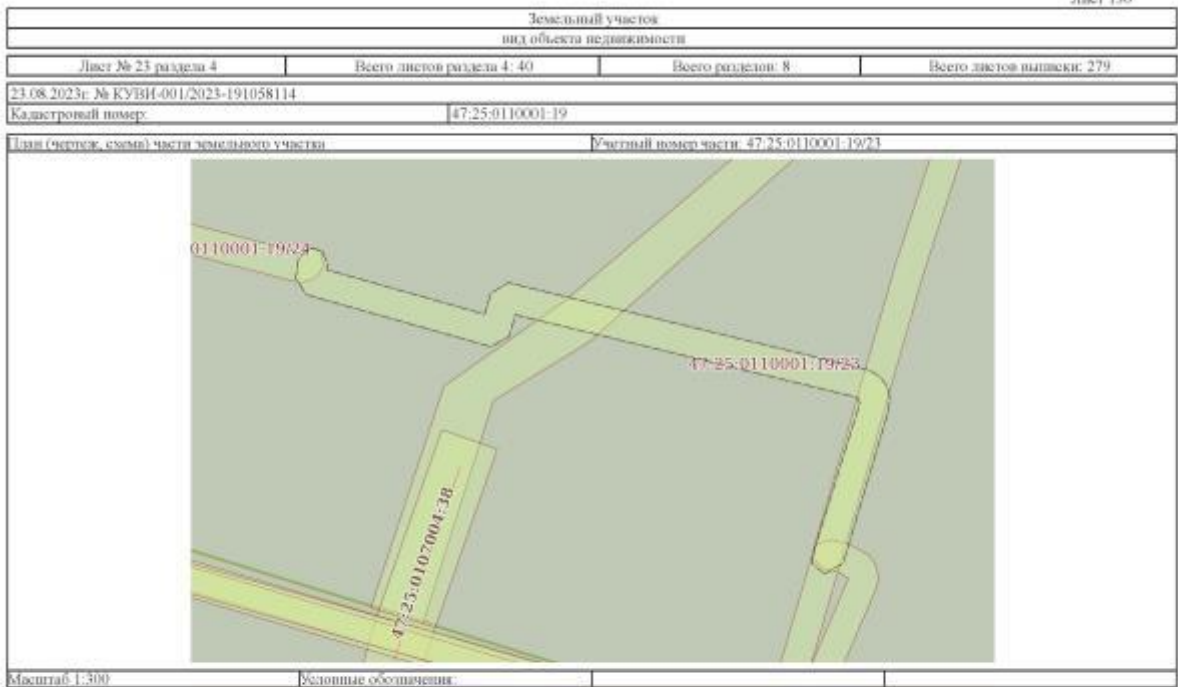 Земельный участок
вид объекта недвижимости
Лист № 23 раздела 4 Всего листов раздела 4: 40 Всего разделов: 8 Всего листов выписки: 279
23.08.2023г. № КУВИ-001/2023-191058114
Кадастровый номер: 47:25:0110001:19
План (чертеж, схема) части земельного участка Учетный номер части: 47:25:0110001:19/23
0110001:19/24
47:25:0110001:19/23
47:25:0107004:38
Масштаб 1:300 Условные обозначения: